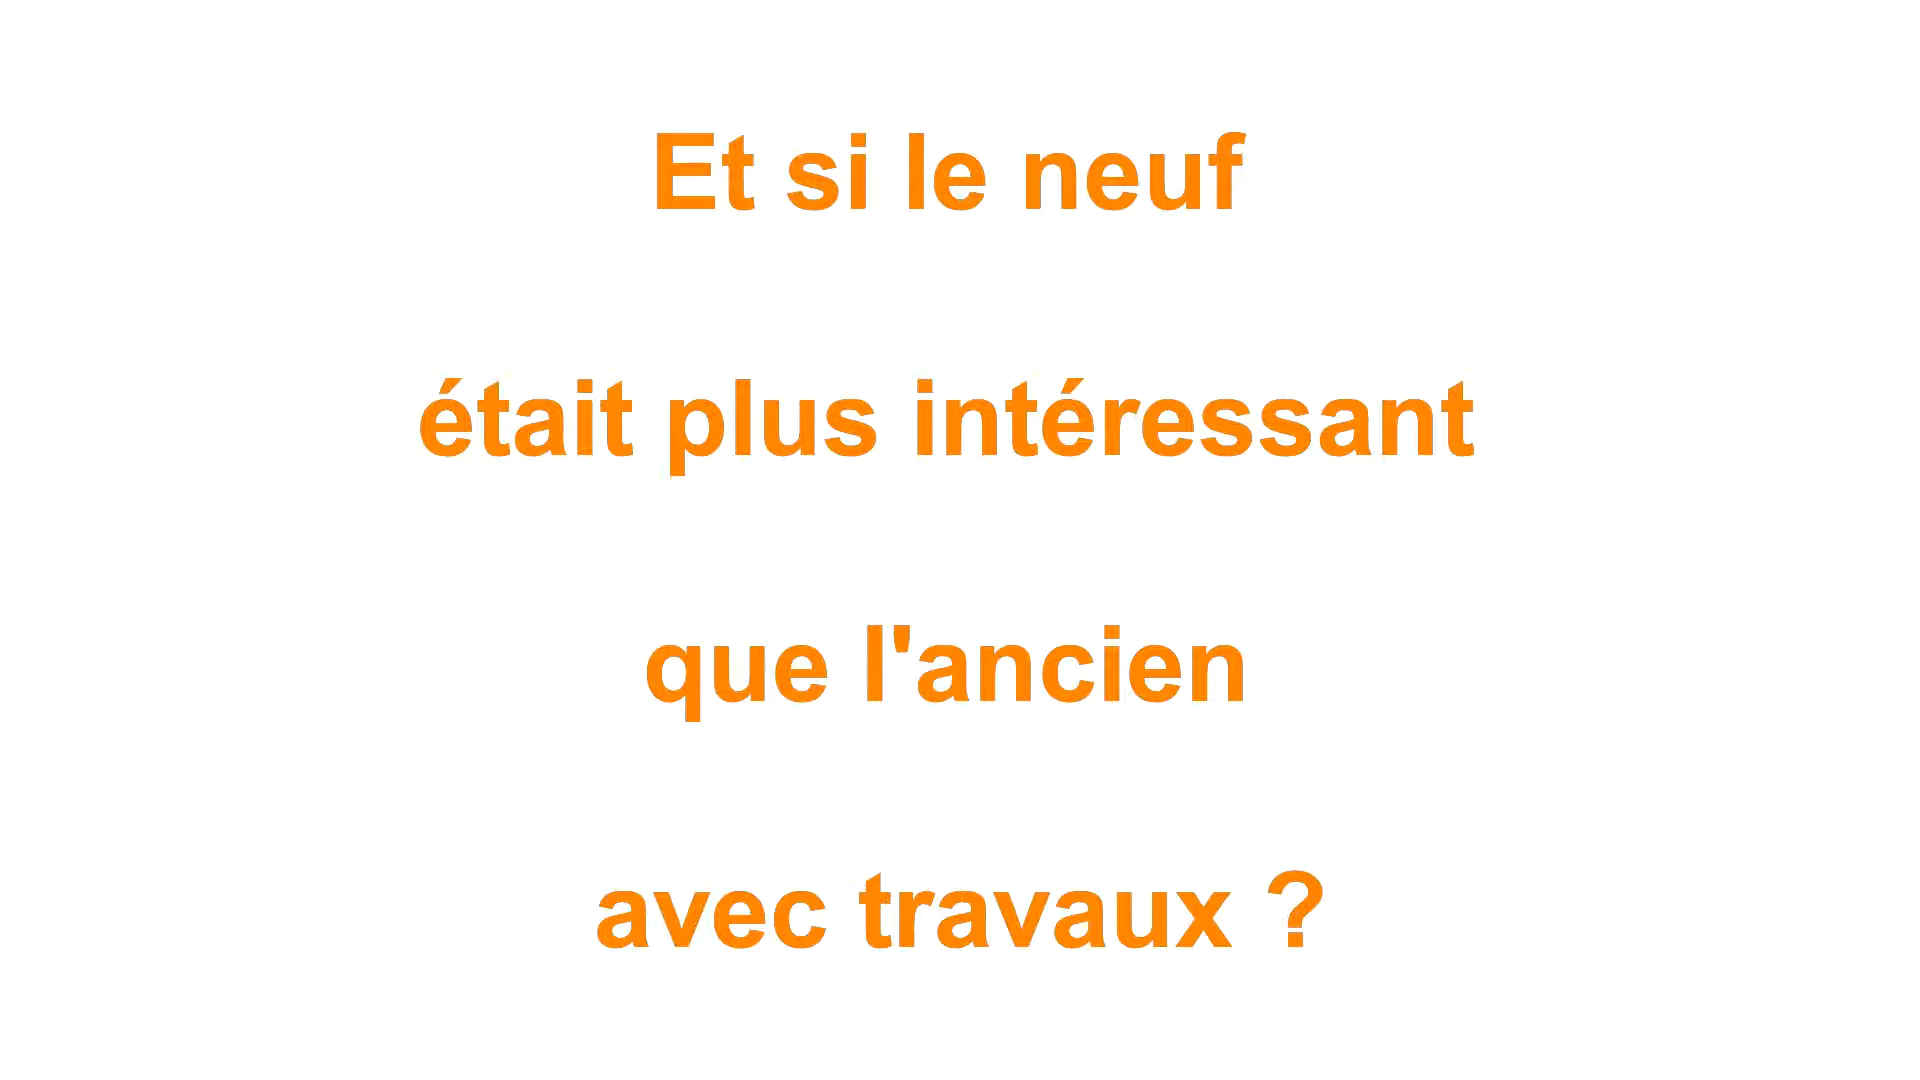 Et si le neuf
était plus intéressant
que l'ancien
avec travaux ?